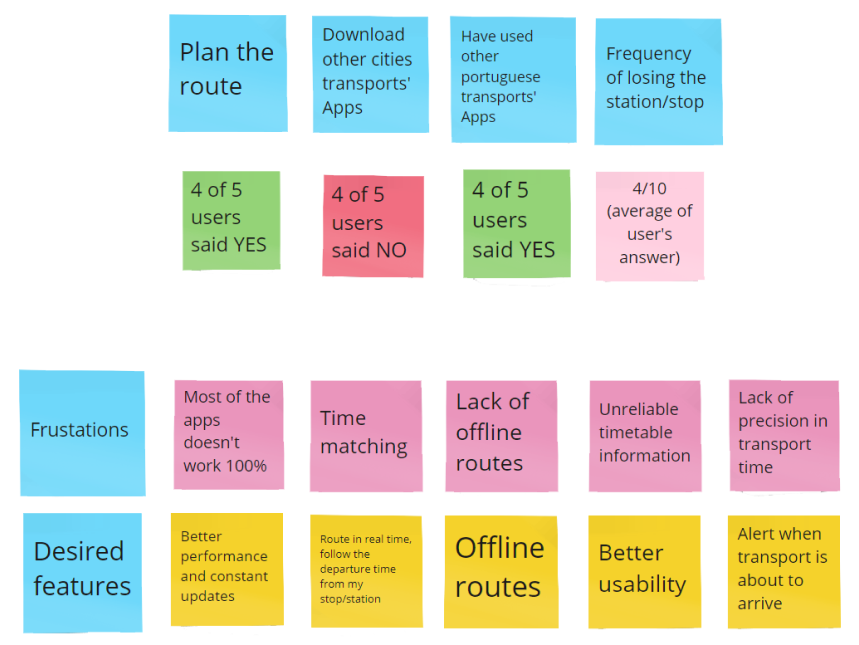 Plan the
route
Download
other cities
transports'
Apps
Have used
other
portuguese
transports'
Apps
Frequency
of losing the
station/stop
4 of 5
users
said YES
4 of 5
users
said NO
4 of 5
users
said YES
4/10
(average of
user's
answer)
Frustations
Most of the
apps
doesn't
work 100%
Time
matching
Lack of
offline
routes
Unreliable
timetable
information
Lack of
precision in
transport
time
Desired
features
Better
performance
and constant
updates
Route in real time,
follow the
departure time
from my
stop/station
Offline
routes
Better
usability
Alert when
transport is
about to
arrive